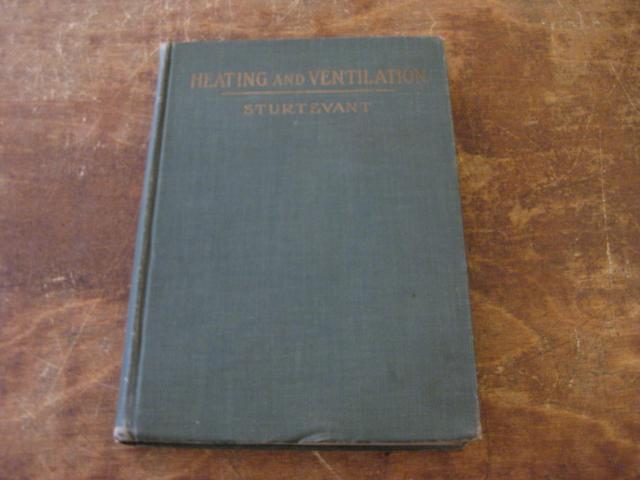 HEATING AND VENTILATION
STURTEVANT